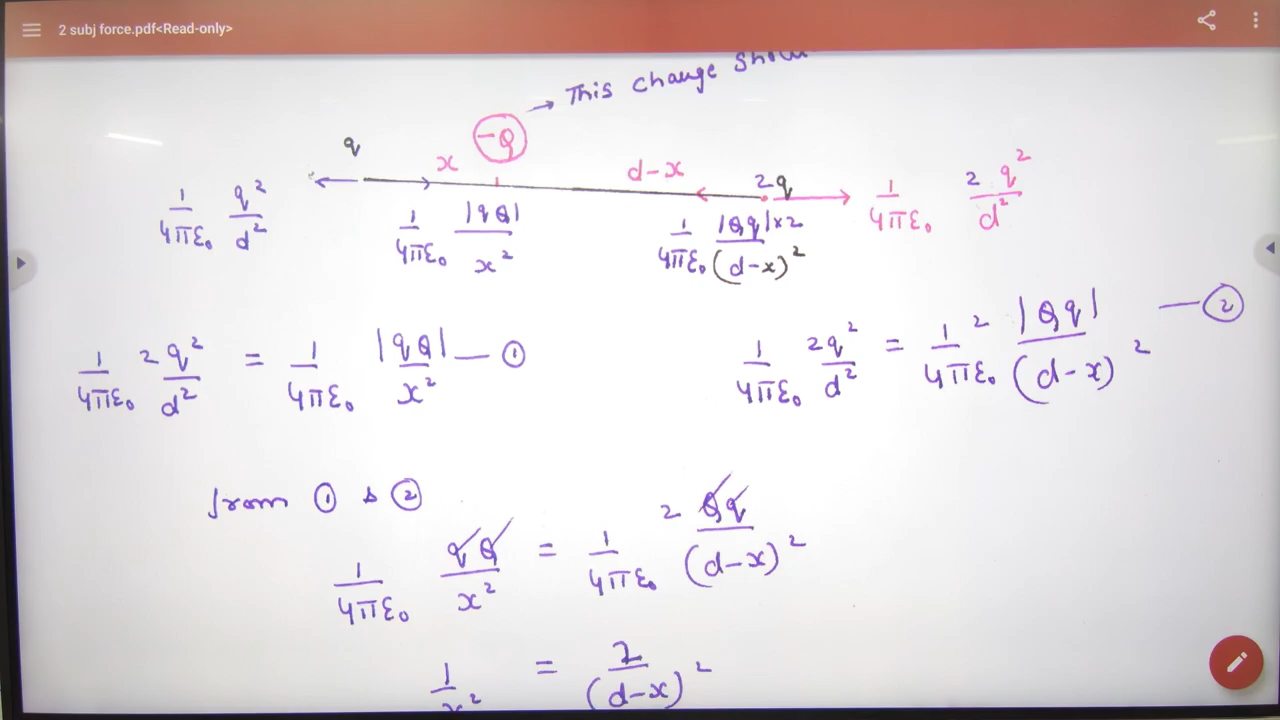 2 subj force.pdf<Read-only>
→ This change show
q x -Q d-x 2q
1/4πε₀ q²/d² 1/4πε₀ |qQ|/x² 1/4πε₀ |Qq|×2/(d-x)² 1/4πε₀ 2q²/d²
1/4πε₀ 2q²/d² = 1/4πε₀ |qQ|/x² — ① 1/4πε₀ 2q²/d² = 1/4πε₀ 2|Qq|/(d-x)² — ②
from ① & ②
1/4πε₀ qQ/x² = 1/4πε₀ 2Qq/(d-x)²
1/x² = 2/(d-x)²